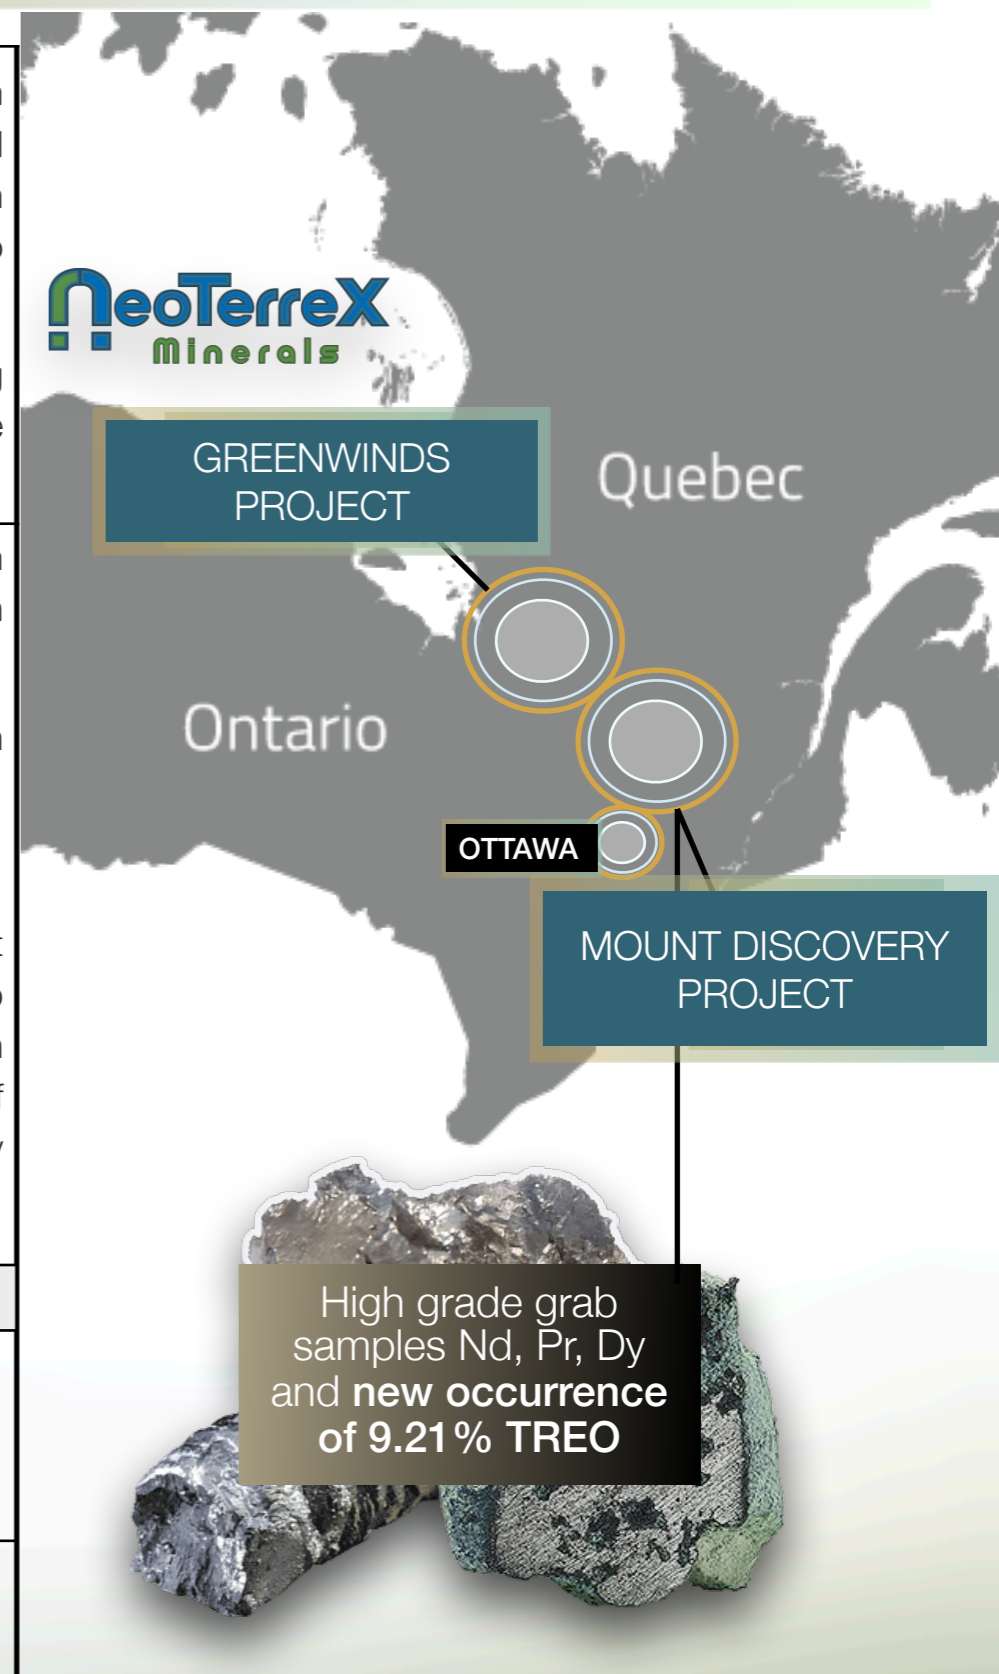 NeoTerreX
Minerals
GREENWINDS
PROJECT
Quebec
Ontario
OTTAWA
MOUNT DISCOVERY
PROJECT
High grade grab
samples Nd, Pr, Dy
and new occurrence
of 9.21% TREO